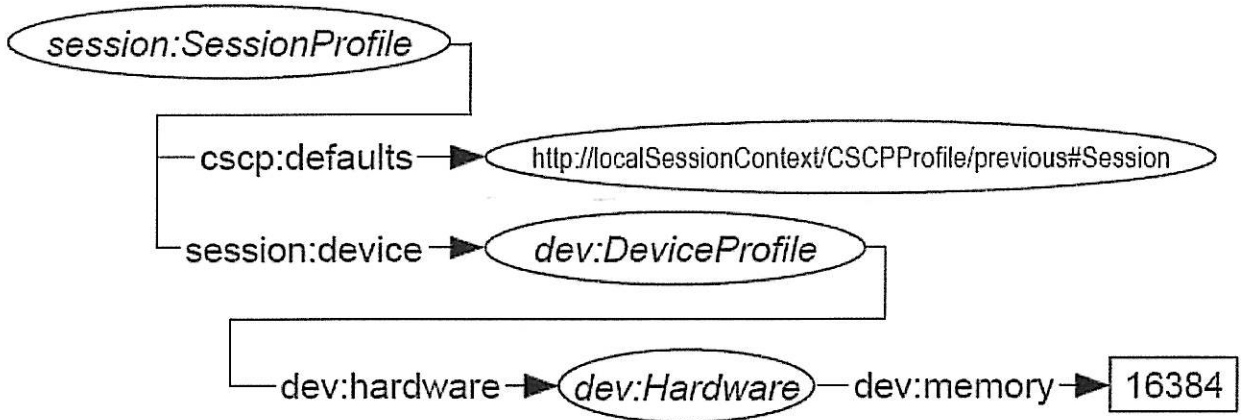 session:SessionProfile
cscp:defaults http://localSessionContext/CSCPProfile/previous#Session
session:device dev:DeviceProfile
dev:hardware dev:Hardware dev:memory 16384